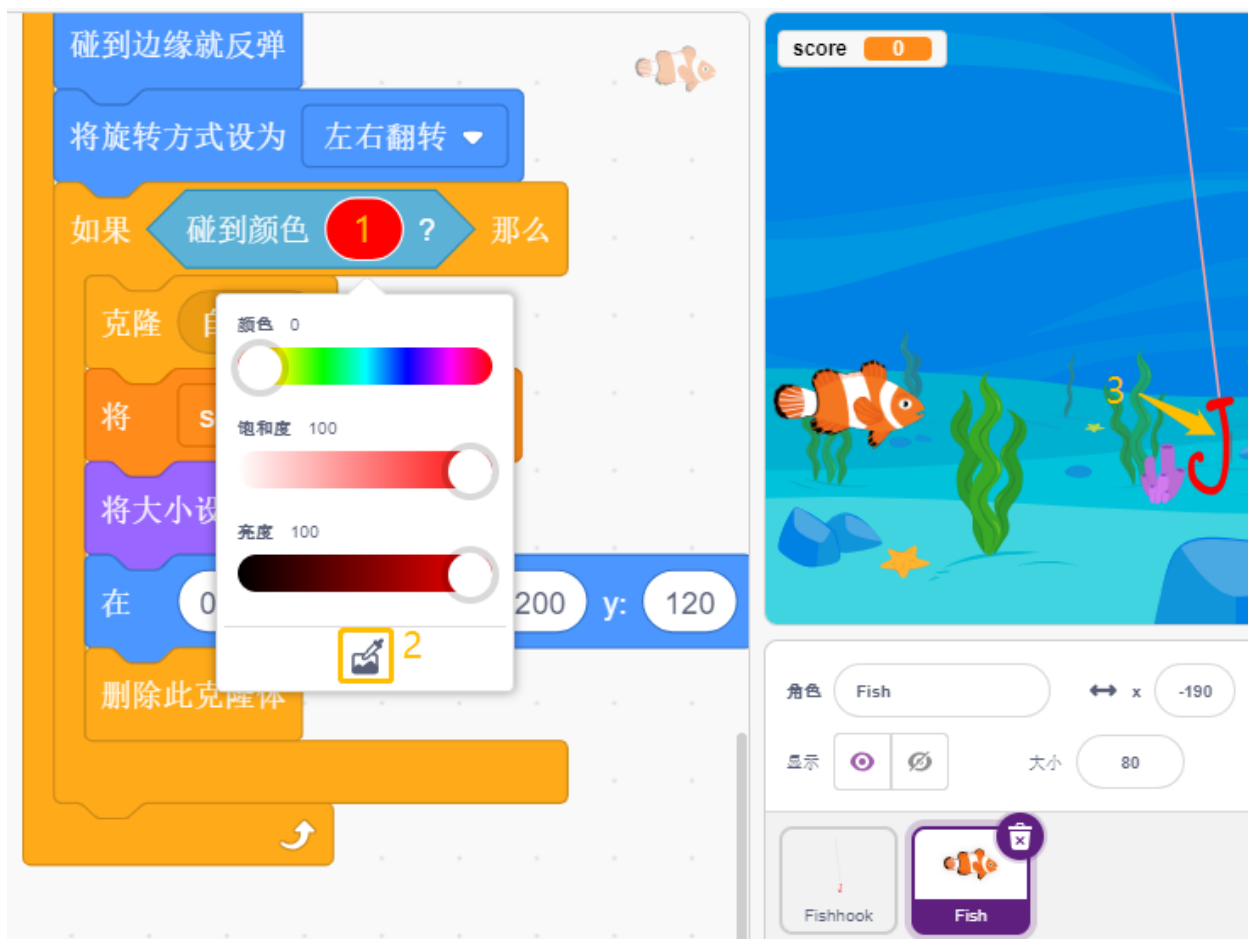 碰到边缘就反弹
将旋转方式设为 左右翻转
如果 碰到颜色 1 ? 那么
克隆
颜色 0
将 s
饱和度 100
将大小设
亮度 100
在 0 200 y: 120
2
删除此克隆体
score 0
3
角色 Fish x -190
显示 大小 80
Fishhook Fish